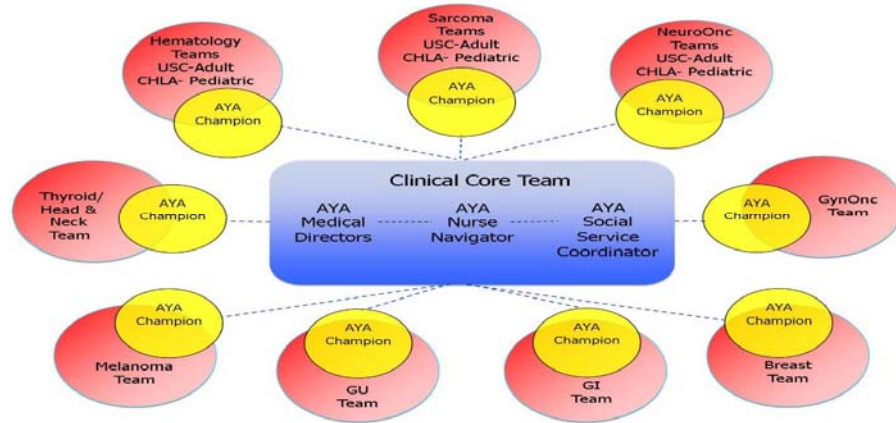 Hematology
Teams
USC-Adult
CHLA- Pediatric
AYA
Champion
Sarcoma
Teams
USC-Adult
CHLA- Pediatric
AYA
Champion
NeuroOnc
Teams
USC-Adult
CHLA- Pediatric
AYA
Champion
Thyroid/
Head &
Neck
Team
AYA
Champion
Clinical Core Team
AYA
Medical
Directors
AYA
Nurse
Navigator
AYA
Social
Service
Coordinator
AYA
Champion
GynOnc
Team
AYA
Champion
Melanoma
Team
AYA
Champion
GU
Team
AYA
Champion
GI
Team
AYA
Champion
Breast
Team